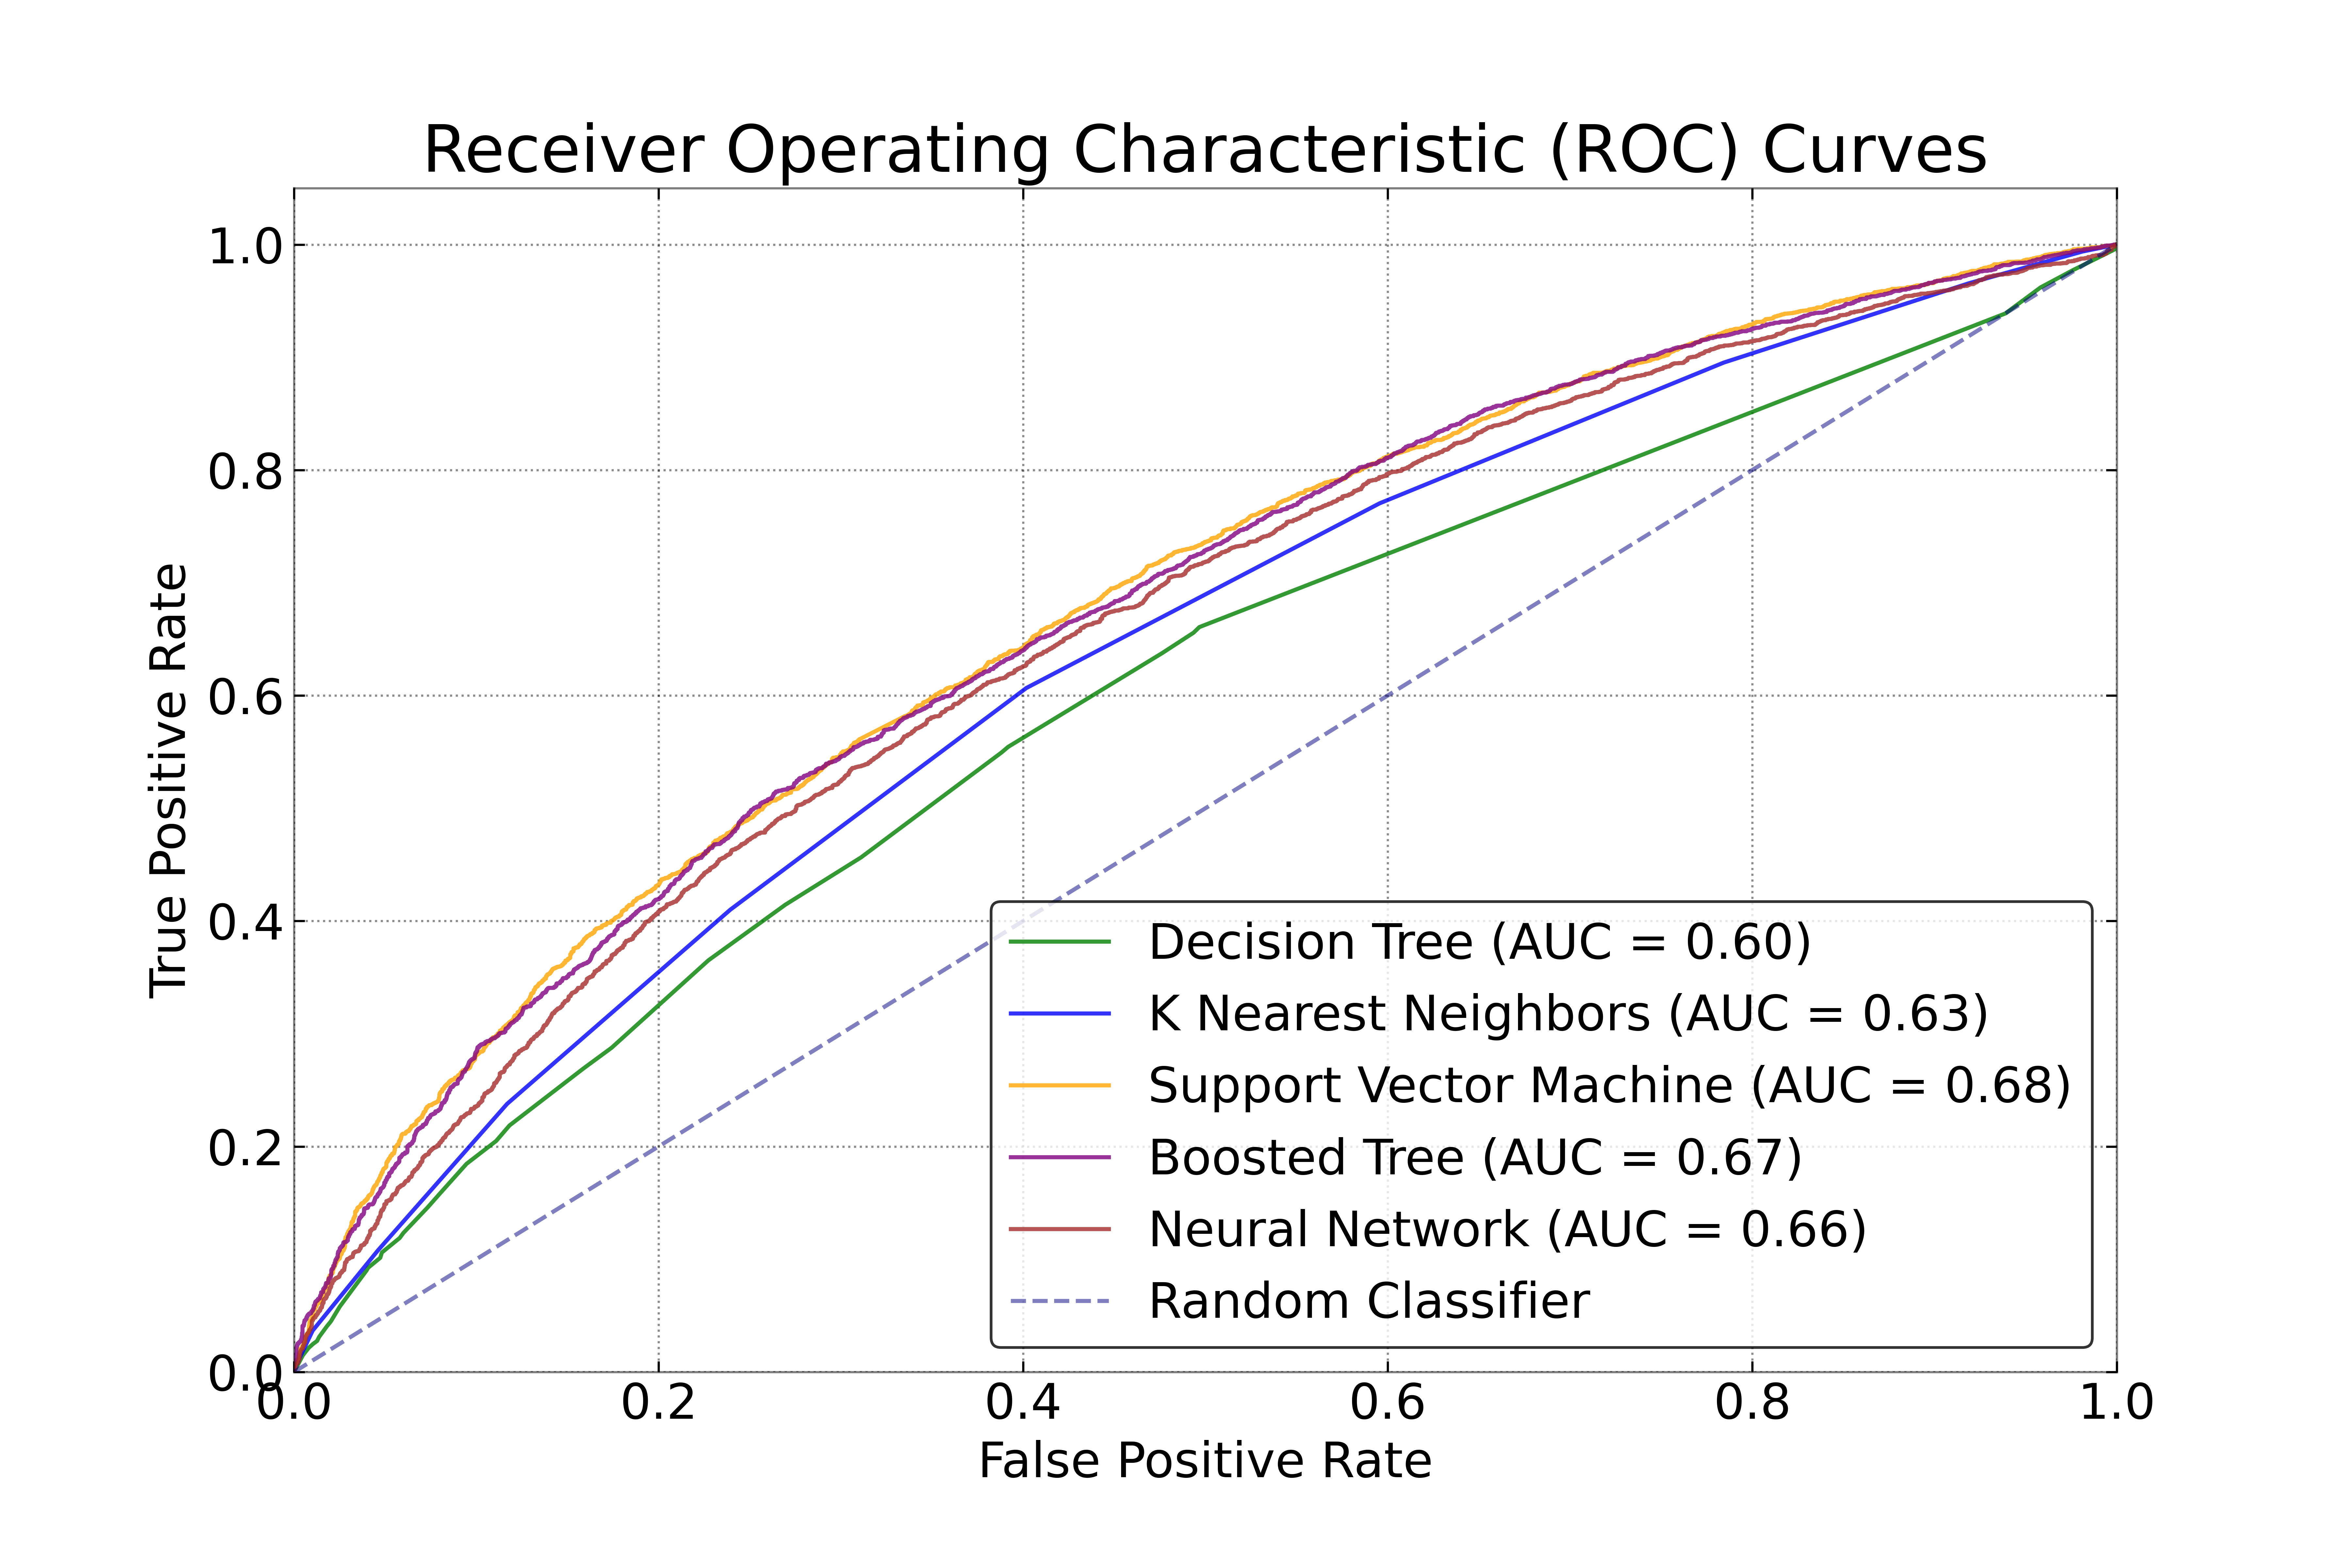 Receiver Operating Characteristic (ROC) Curves
1.0
0.8
0.6
0.4
0.2
0.0
True Positive Rate
Decision Tree (AUC = 0.60)
K Nearest Neighbors (AUC = 0.63)
Support Vector Machine (AUC = 0.68)
Boosted Tree (AUC = 0.67)
Neural Network (AUC = 0.66)
Random Classifier
0.0 0.2 0.4 0.6 0.8 1.0
False Positive Rate